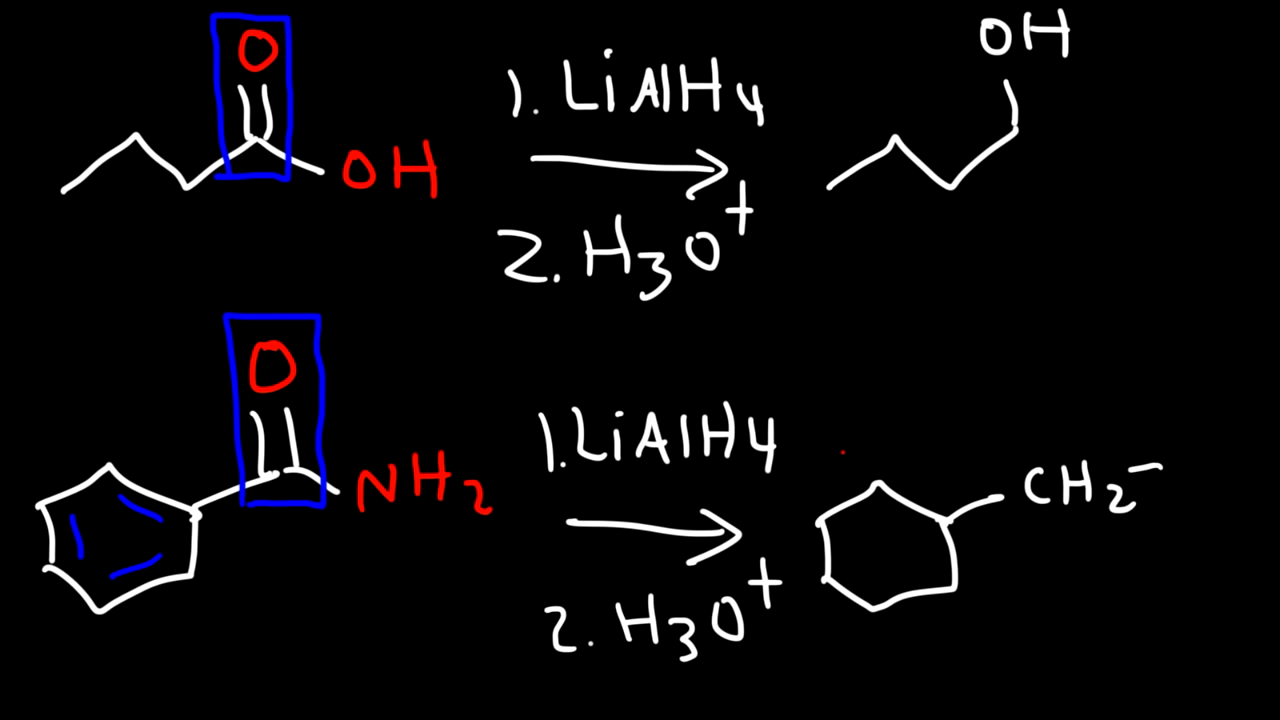 O
OH
1. LiAlH4
2. H3O+
OH
O
NH2
1. LiAlH4
2. H3O+
CH2-